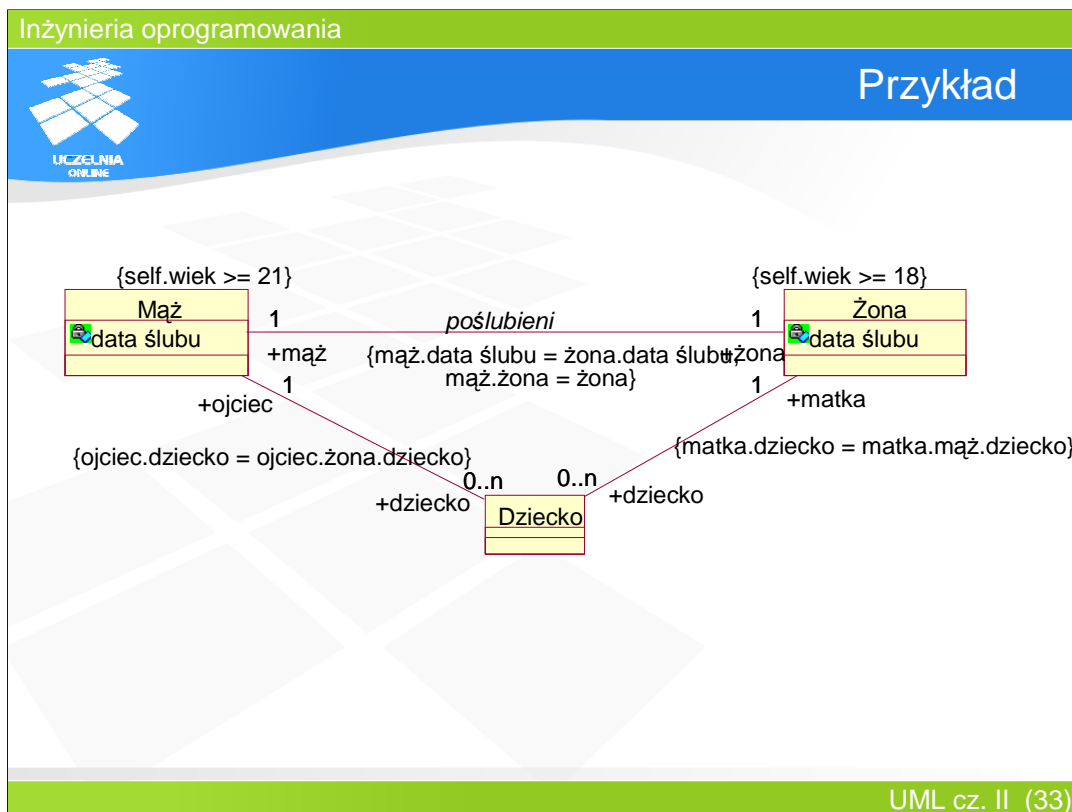 Inżynieria oprogramowania
Przykład
UCZELNIA
ONLINE
{self.wiek >= 21}
{self.wiek >= 18}
Mąż
data ślubu
1
poślubieni
1
Żona
data ślubu
+mąż
{mąż.data ślubu = żona.data ślubu,
mąż.żona = żona}
+żona
1
+ojciec
1
+matka
{ojciec.dziecko = ojciec.żona.dziecko}
{matka.dziecko = matka.mąż.dziecko}
0..n
0..n
+dziecko
+dziecko
Dziecko
UML cz. II (33)